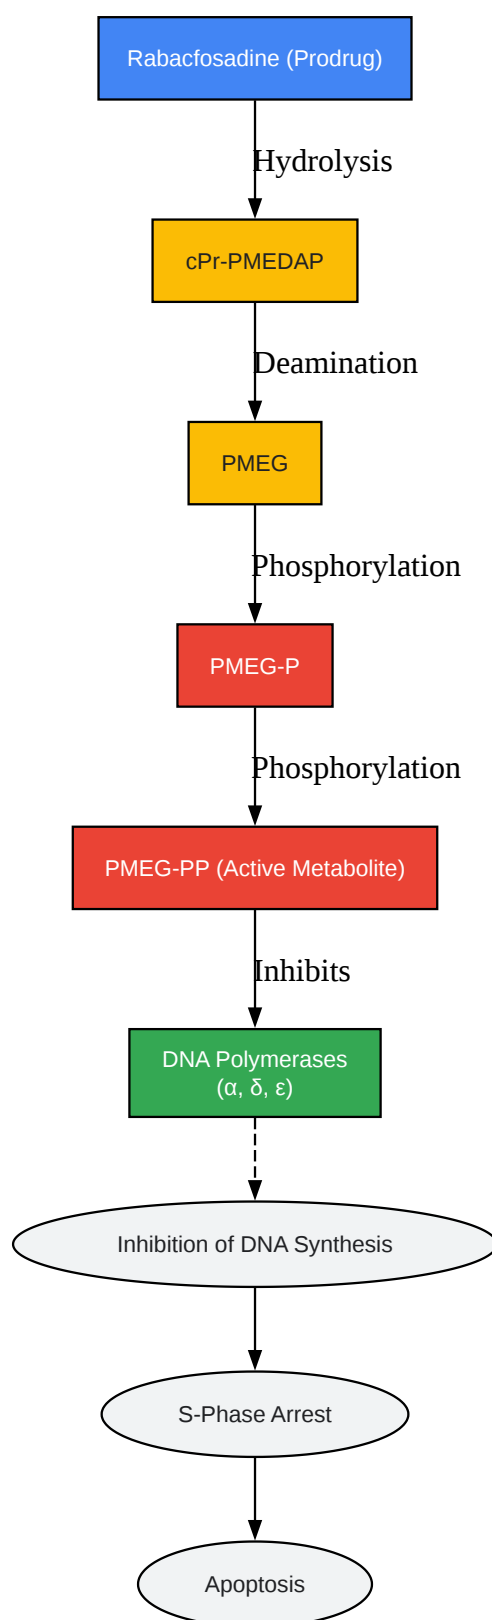 Rabacfosadine (Prodrug)
Hydrolysis
cPr-PMEDAP
Deamination
PMEG
Phosphorylation
PMEG-P
Phosphorylation
PMEG-PP (Active Metabolite)
Inhibits
DNA Polymerases
(α, δ, ε)
Inhibition of DNA Synthesis
S-Phase Arrest
Apoptosis